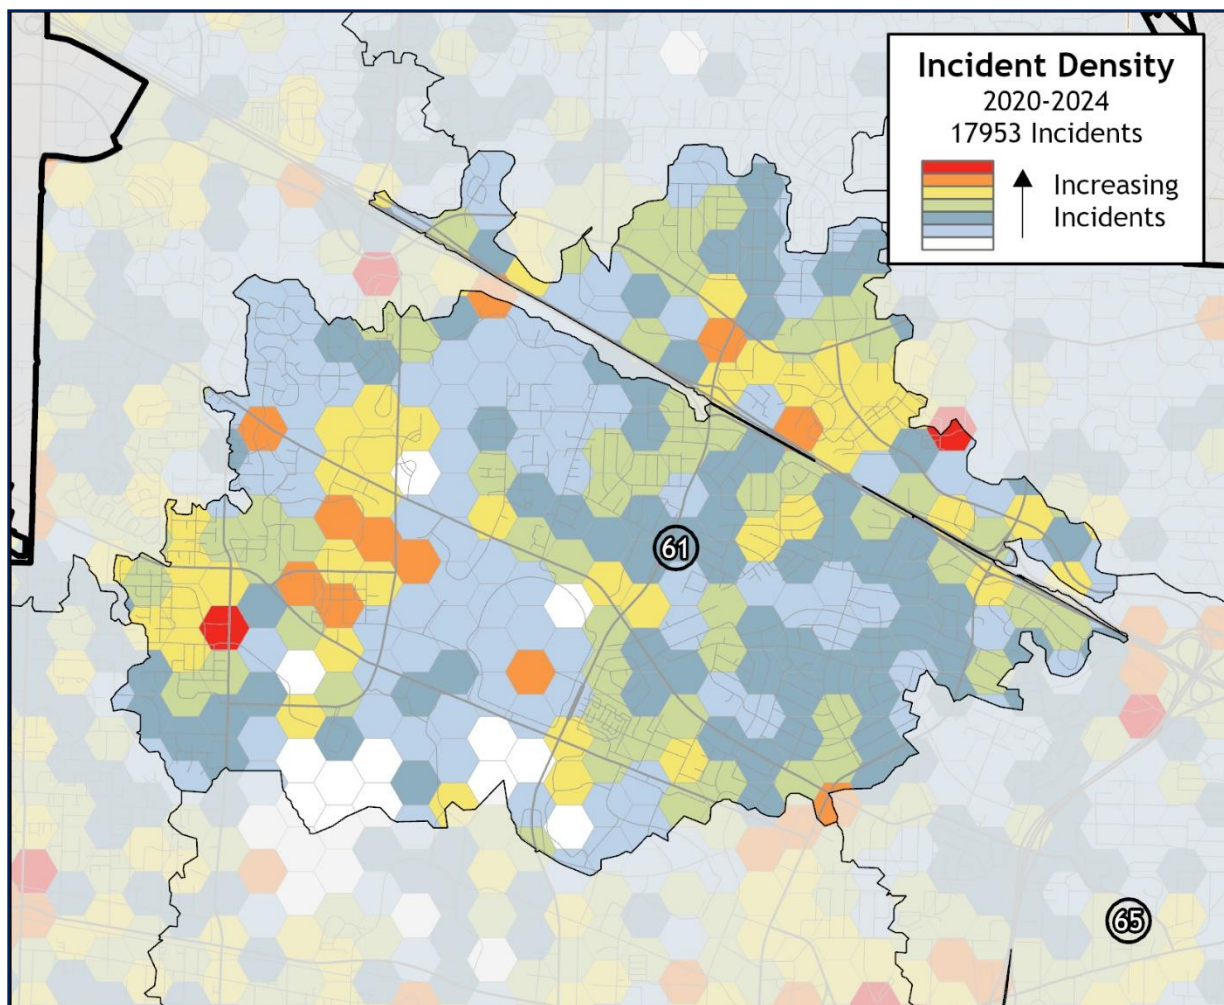 Incident Density
2020-2024
17953 Incidents
Increasing
Incidents
61
65